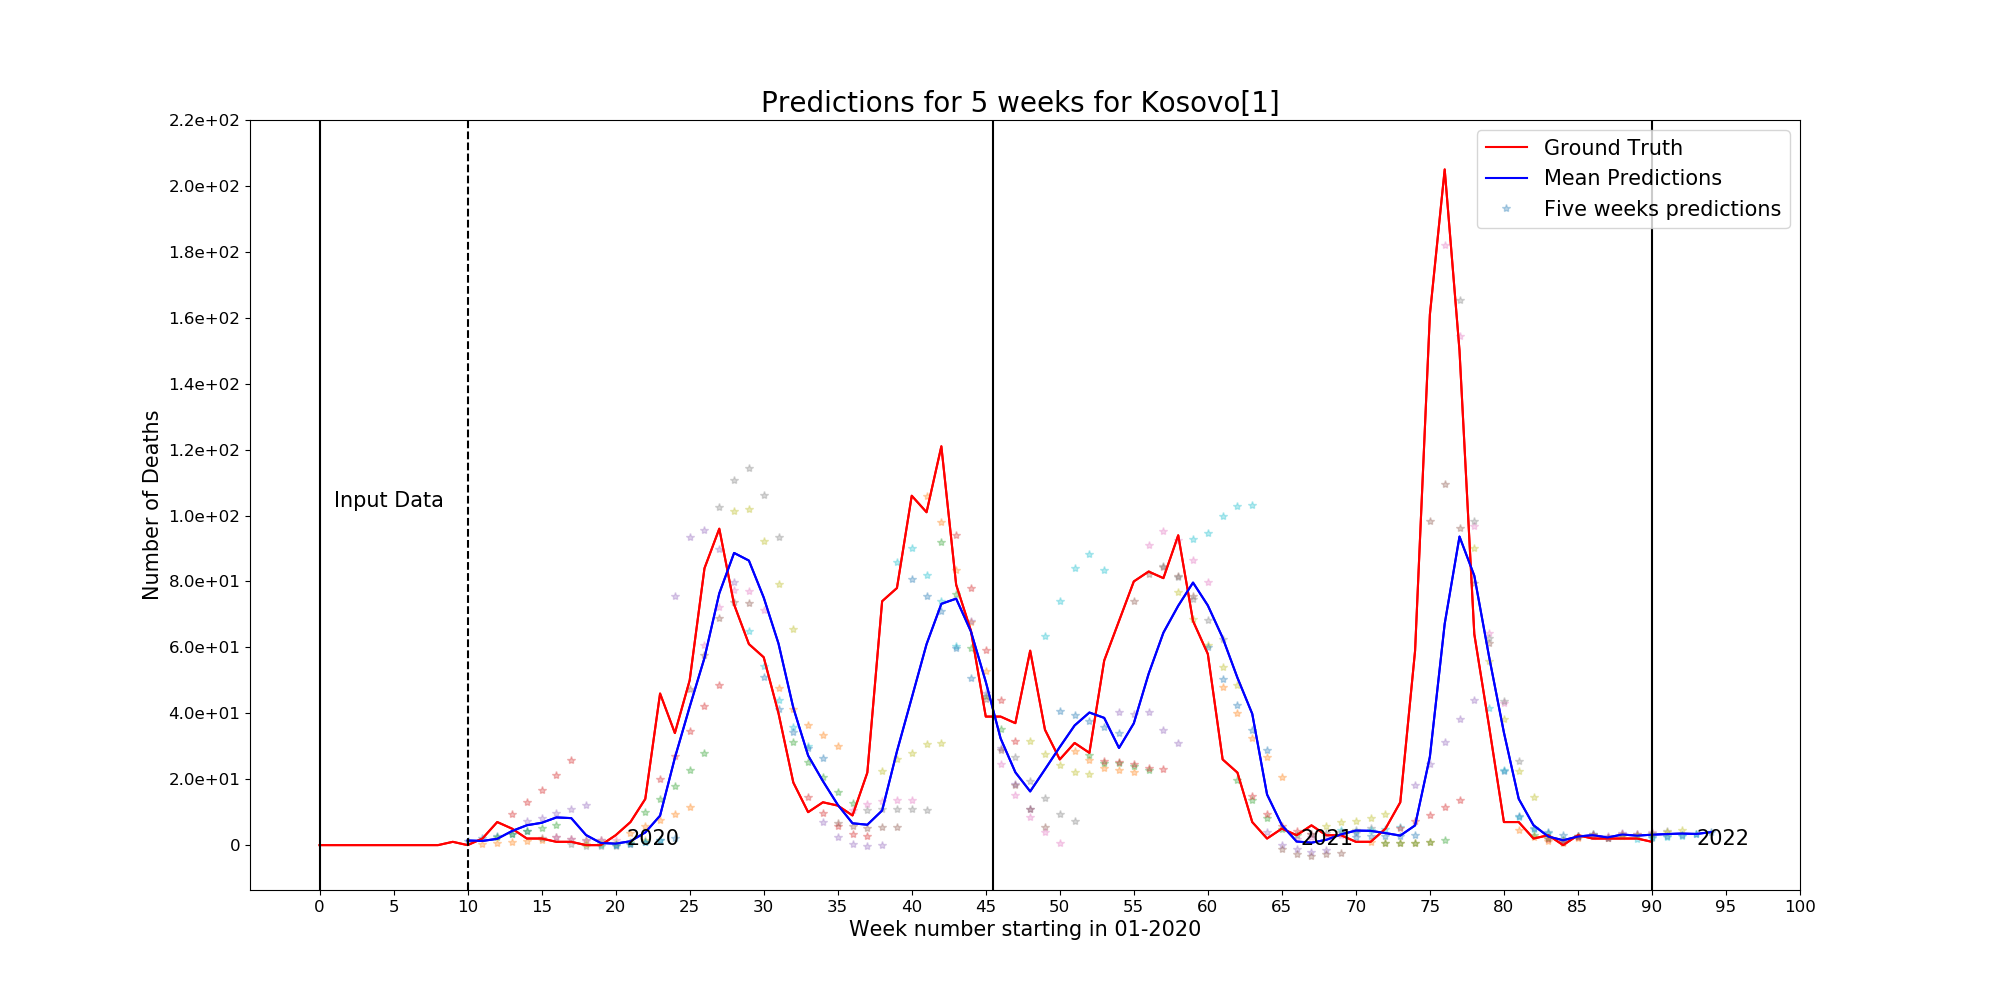 Predictions for 5 weeks for Kosovo[1]
2.2e+02
2.0e+02
1.8e+02
1.6e+02
1.4e+02
1.2e+02
1.0e+02
8.0e+01
6.0e+01
4.0e+01
2.0e+01
0
Number of Deaths
Ground Truth
Mean Predictions
Five weeks predictions
Input Data
2020
2021
2022
0 5 10 15 20 25 30 35 40 45 50 55 60 65 70 75 80 85 90 95 100
Week number starting in 01-2020